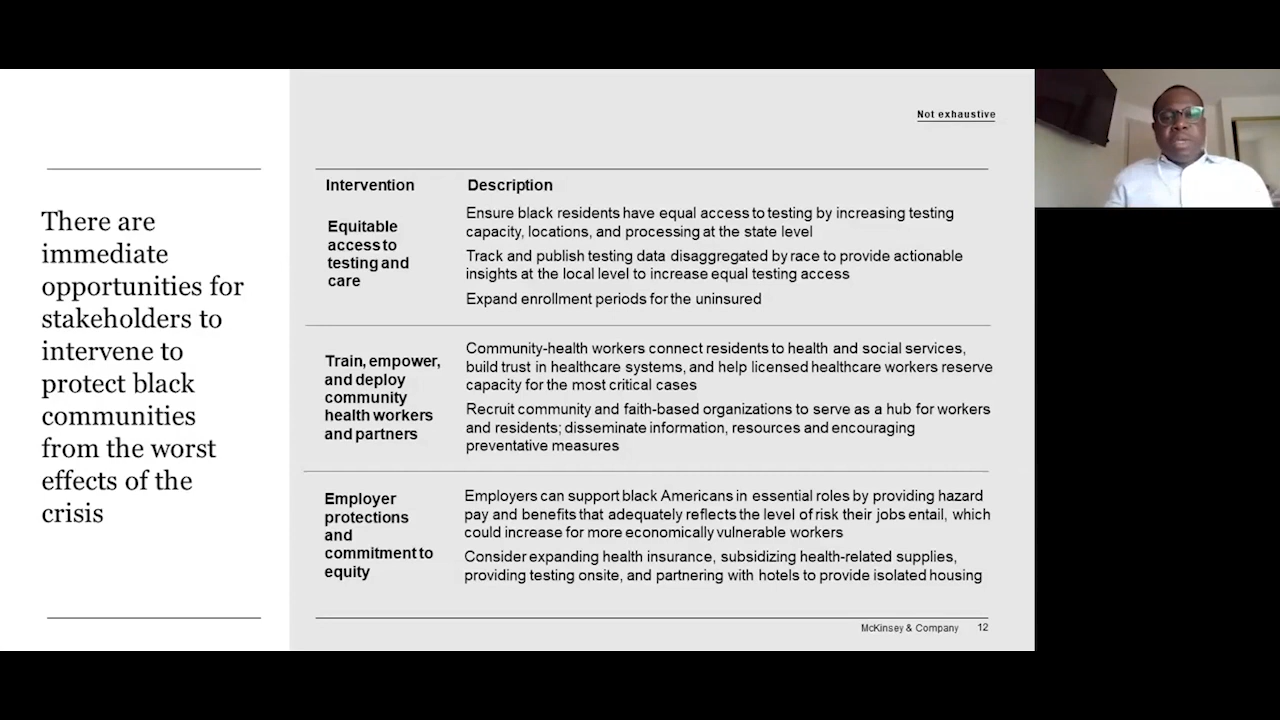 There are
immediate
opportunities for
stakeholders to
intervene to
protect black
communities
from the worst
effects of the
crisis
Not exhaustive
Intervention
Description
Equitable
access to
testing and
care
Ensure black residents have equal access to testing by increasing testing
capacity, locations, and processing at the state level
Track and publish testing data disaggregated by race to provide actionable
insights at the local level to increase equal testing access
Expand enrollment periods for the uninsured
Train, empower,
and deploy
community
health workers
and partners
Community-health workers connect residents to health and social services,
build trust in healthcare systems, and help licensed healthcare workers reserve
capacity for the most critical cases
Recruit community and faith-based organizations to serve as a hub for workers
and residents; disseminate information, resources and encouraging
preventative measures
Employer
protections
and
commitment to
equity
Employers can support black Americans in essential roles by providing hazard
pay and benefits that adequately reflects the level of risk their jobs entail, which
could increase for more economically vulnerable workers
Consider expanding health insurance, subsidizing health-related supplies,
providing testing onsite, and partnering with hotels to provide isolated housing
McKinsey & Company 12